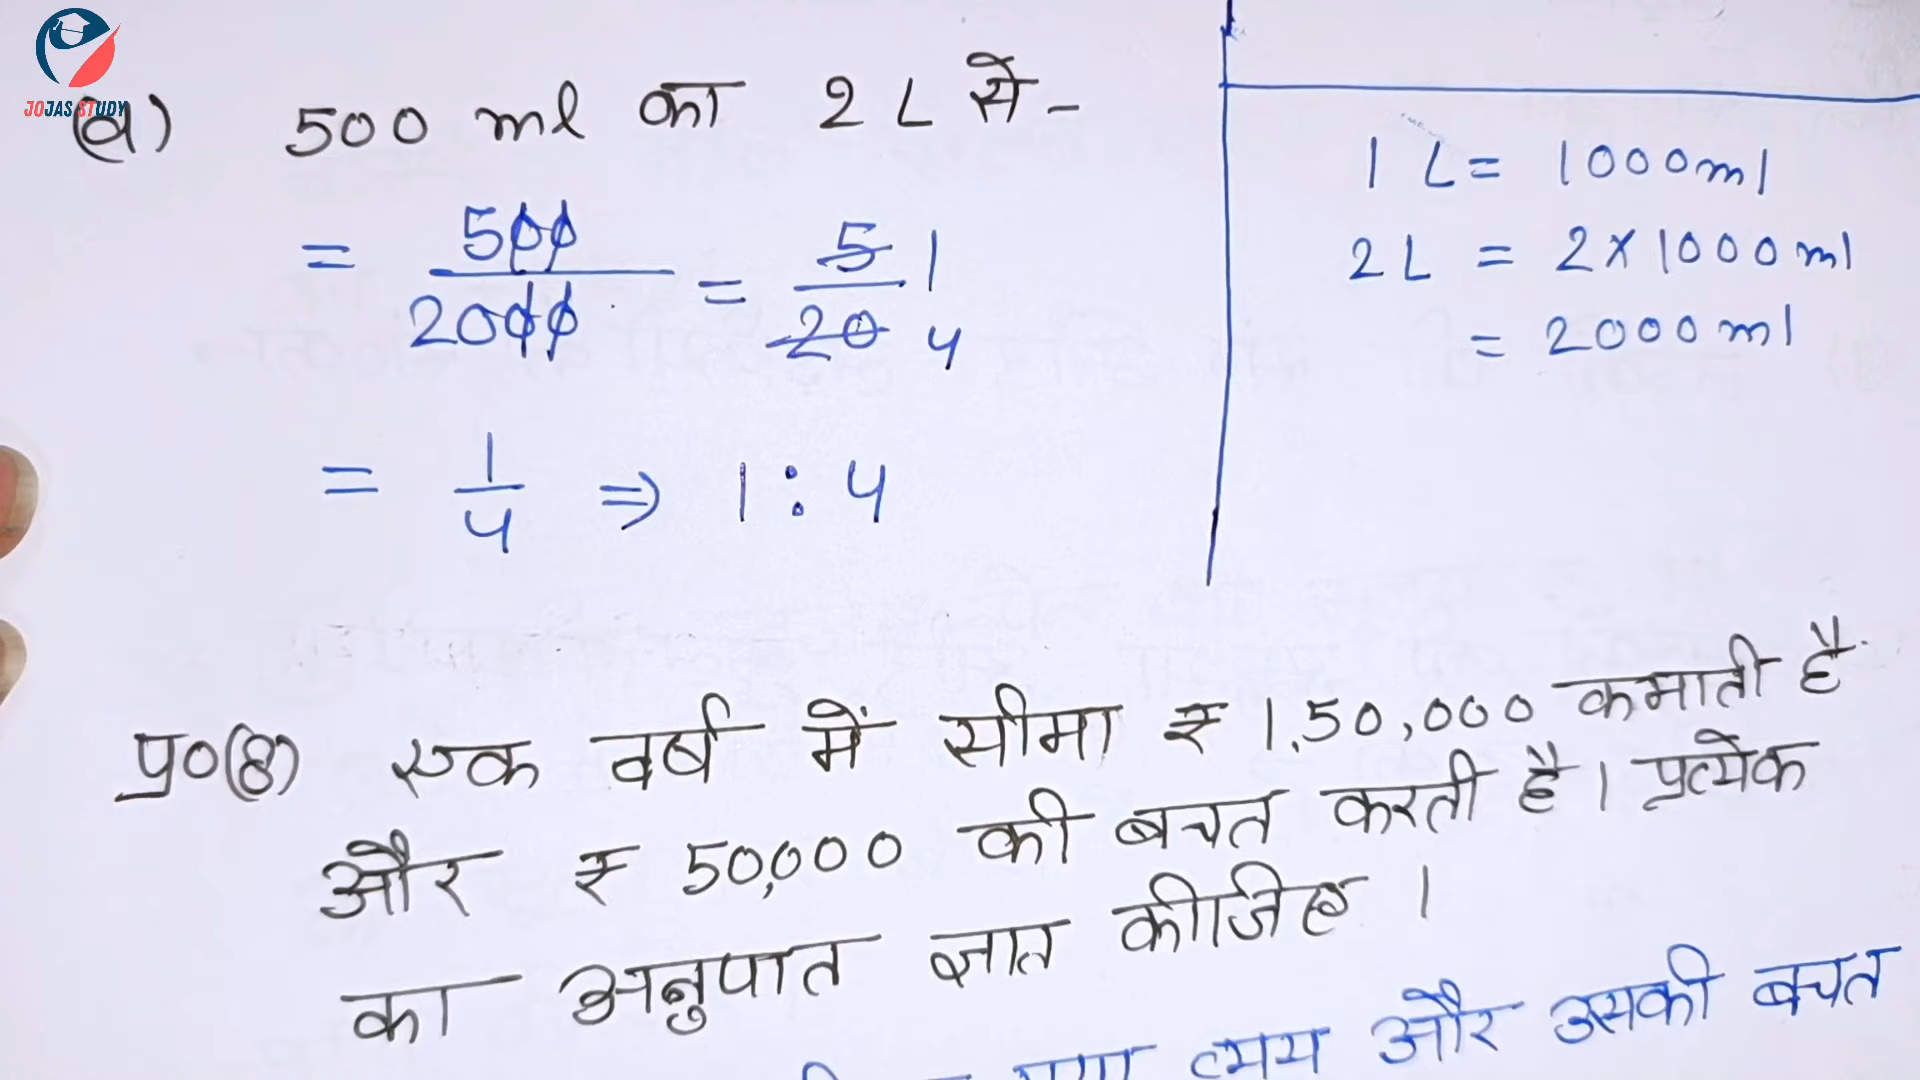 JOJAS STUDY
(व) 500 ml का 2 L से -
= 500/2000 = 5/20 1/4
= 1/4 ⇒ 1 : 4
1 L = 1000ml
2 L = 2 × 1000 ml
= 2000 ml
प्र०(8) एक वर्ष में सीमा ₹ 1,50,000 कमाती है
और ₹ 50,000 की बचत करती है। प्रत्येक
का अनुपात ज्ञात कीजिए ।
व्यय और उसकी बचत